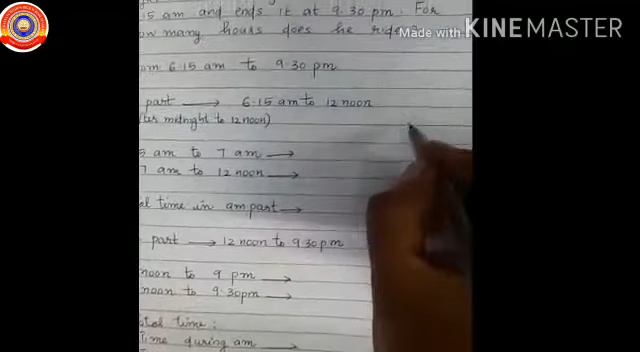 15 am and ends it at 9.30 pm. For
many hours does he
Made with KINEMASTER
6.15 am to 9.30 pm
part → 6.15 am to 12 noon
midnight to 12 noon)
am to 7 am →
7 am to 12 noon →
time in am part →
part → 12 noon to 9 30 pm
noon to 9 pm →
noon to 9.30pm →
time :
Time during am →